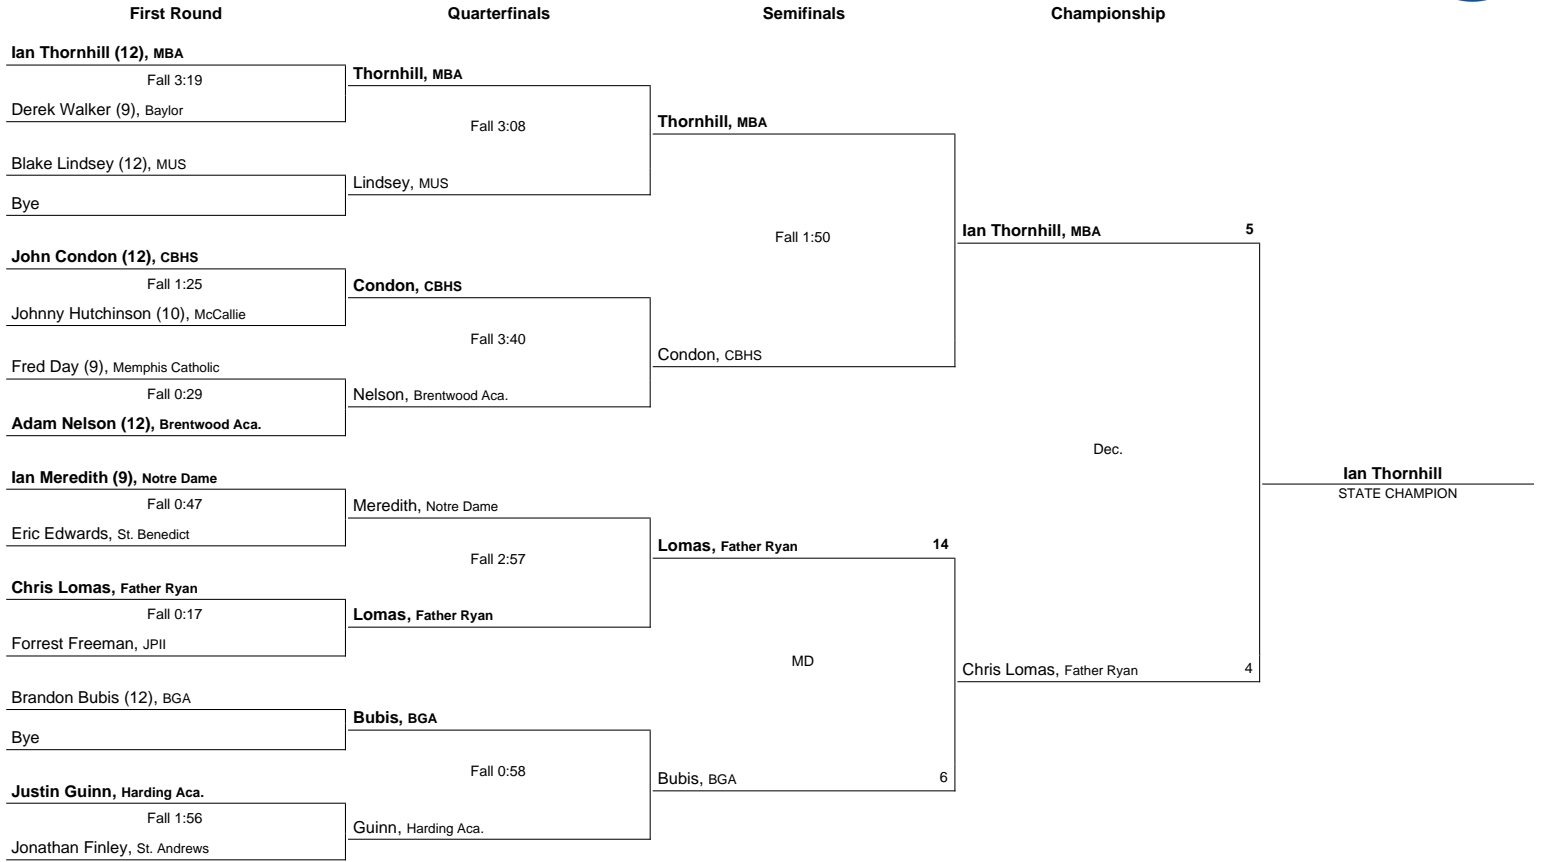 First Round
Quarterfinals
Semifinals
Championship
Ian Thornhill (12), MBA
Fall 3:19
Derek Walker (9), Baylor
Blake Lindsey (12), MUS
Bye
John Condon (12), CBHS
Fall 1:25
Johnny Hutchinson (10), McCallie
Fred Day (9), Memphis Catholic
Fall 0:29
Adam Nelson (12), Brentwood Aca.
Ian Meredith (9), Notre Dame
Fall 0:47
Eric Edwards, St. Benedict
Chris Lomas, Father Ryan
Fall 0:17
Forrest Freeman, JPII
Brandon Bubis (12), BGA
Bye
Justin Guinn, Harding Aca.
Fall 1:56
Jonathan Finley, St. Andrews
Thornhill, MBA
Fall 3:08
Lindsey, MUS
Condon, CBHS
Fall 3:40
Nelson, Brentwood Aca.
Meredith, Notre Dame
Fall 2:57
Lomas, Father Ryan
Bubis, BGA
Fall 0:58
Guinn, Harding Aca.
Thornhill, MBA
Fall 1:50
Condon, CBHS
Lomas, Father Ryan 14
MD
Bubis, BGA 6
Ian Thornhill, MBA 5
Dec.
Chris Lomas, Father Ryan 4
Ian Thornhill
STATE CHAMPION